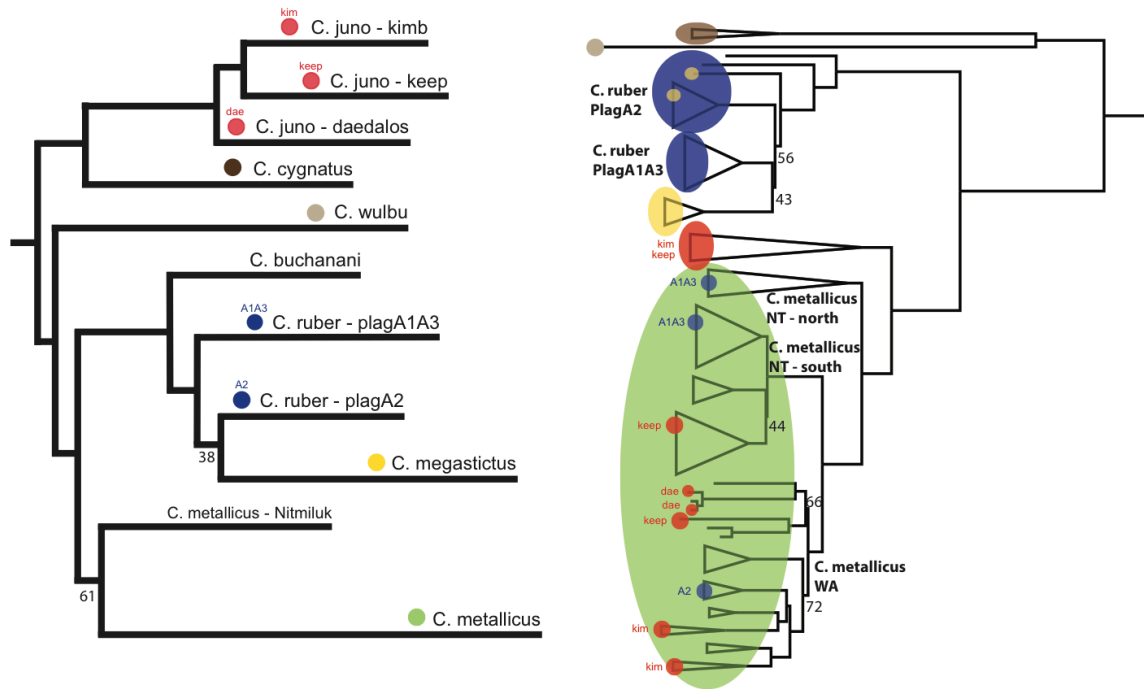 kim
C. juno - kimb
keep
C. juno - keep
dae
C. juno - daedalos
C. cygnatus
C. wulbu
C. buchanani
A1A3
C. ruber - plagA1A3
A2
C. ruber - plagA2
38
C. megastictus
C. metallicus - Nitmiluk
61
C. metallicus
C. ruber
PlagA2
C. ruber
PlagA1A3
56
43
kim
keep
A1A3
C. metallicus
NT - north
A1A3
C. metallicus
NT - south
keep
44
dae
dae
keep
66
C. metallicus
WA
A2
72
kim
kim